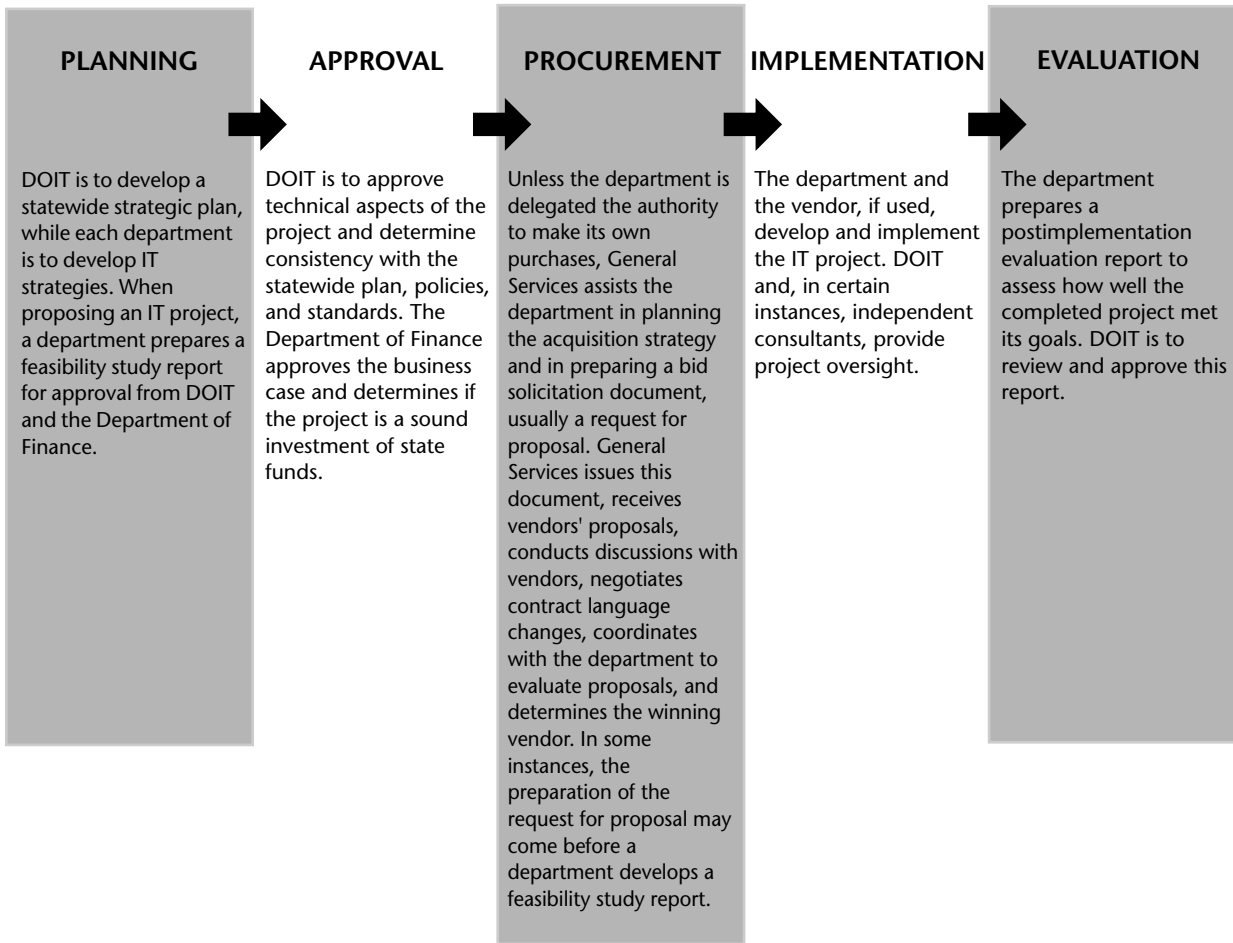 PLANNING
DOIT is to develop a
statewide strategic plan,
while each department
is to develop IT
strategies. When
proposing an IT project,
a department prepares a
feasibility study report
for approval from DOIT
and the Department of
Finance.
APPROVAL
DOIT is to approve
technical aspects of the
project and determine
consistency with the
statewide plan, policies,
and standards. The
Department of Finance
approves the business
case and determines if
the project is a sound
investment of state
funds.
PROCUREMENT
Unless the department is
delegated the authority
to make its own
purchases, General
Services assists the
department in planning
the acquisition strategy
and in preparing a bid
solicitation document,
usually a request for
proposal. General
Services issues this
document, receives
vendors' proposals,
conducts discussions with
vendors, negotiates
contract language
changes, coordinates
with the department to
evaluate proposals, and
determines the winning
vendor. In some
instances, the
preparation of the
request for proposal may
come before a
department develops a
feasibility study report.
IMPLEMENTATION
The department and
the vendor, if used,
develop and implement
the IT project. DOIT
and, in certain
instances, independent
consultants, provide
project oversight.
EVALUATION
The department
prepares a
postimplementation
evaluation report to
assess how well the
completed project met
its goals. DOIT is to
review and approve this
report.